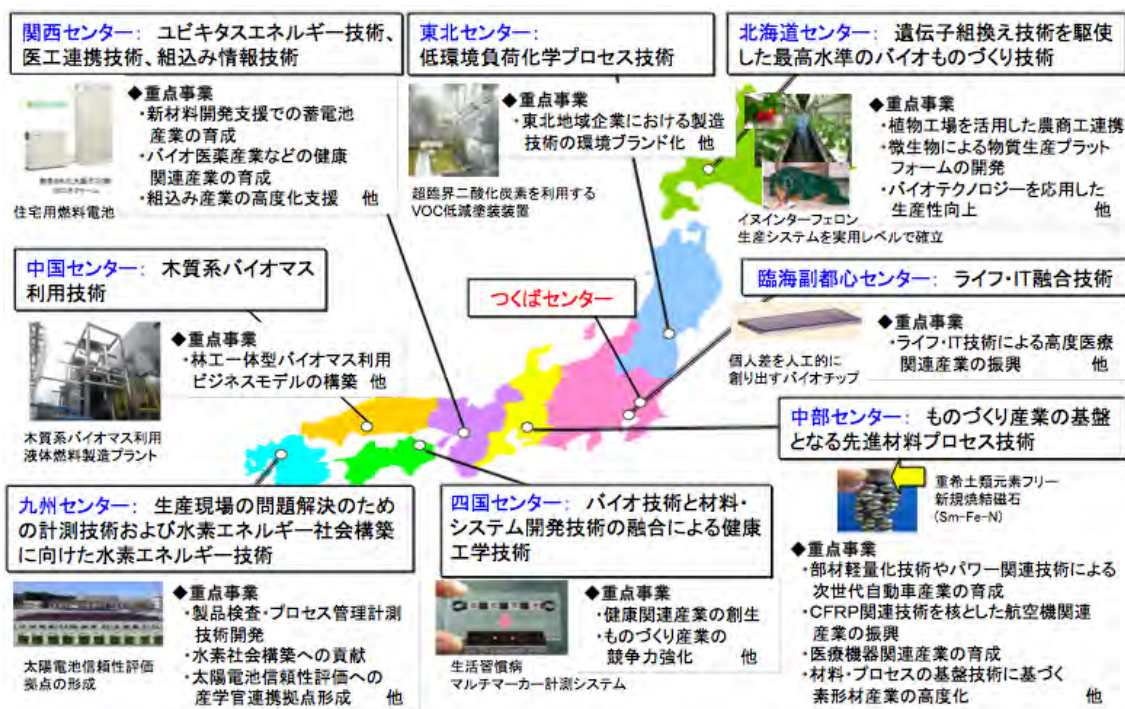 関西センター： ユビキタスエネルギー技術、
医工連携技術、組込み情報技術
◆重点事業
・新材料開発支援での蓄電池
産業の育成
・バイオ医薬産業などの健康
関連産業の育成
・組込み産業の高度化支援 他
住宅用燃料電池
東北センター：
低環境負荷化学プロセス技術
◆重点事業
・東北地域企業における製造
技術の環境ブランド化 他
超臨界二酸化炭素を利用する
VOC低減塗装装置
北海道センター： 遺伝子組換え技術を駆使
した最高水準のバイオものづくり技術
◆重点事業
・植物工場を活用した農商工連携
・微生物による物質生産プラット
フォームの開発
・バイオテクノロジーを応用した
生産性向上 他
イヌインターフェロン
生産システムを実用レベルで確立
中国センター： 木質系バイオマス
利用技術
◆重点事業
・林工一体型バイオマス利用
ビジネスモデルの構築 他
木質系バイオマス利用
液体燃料製造プラント
つくばセンター
臨海副都心センター： ライフ・IT融合技術
◆重点事業
・ライフ・IT技術による高度医療
関連産業の振興 他
個人差を人工的に
創り出すバイオチップ
中部センター： ものづくり産業の基盤
となる先進材料プロセス技術
重希土類元素フリー
新規焼結磁石
(Sm-Fe-N)
◆重点事業
・部材軽量化技術やパワー関連技術による
次世代自動車産業の育成
・CFRP関連技術を核とした航空機関連
産業の振興
・医療機器関連産業の育成
・材料・プロセスの基盤技術に基づく
素形材産業の高度化 他
九州センター： 生産現場の問題解決のため
の計測技術および水素エネルギー社会構築
に向けた水素エネルギー技術
◆重点事業
・製品検査・プロセス管理計測
技術開発
・水素社会構築への貢献
・太陽電池信頼性評価への
産学官連携拠点形成 他
太陽電池信頼性評価
拠点の形成
四国センター： バイオ技術と材料・
システム開発技術の融合による健康
工学技術
◆重点事業
・健康関連産業の創生
・ものづくり産業の
競争力強化 他
生活習慣病
マルチマーカー計測システム